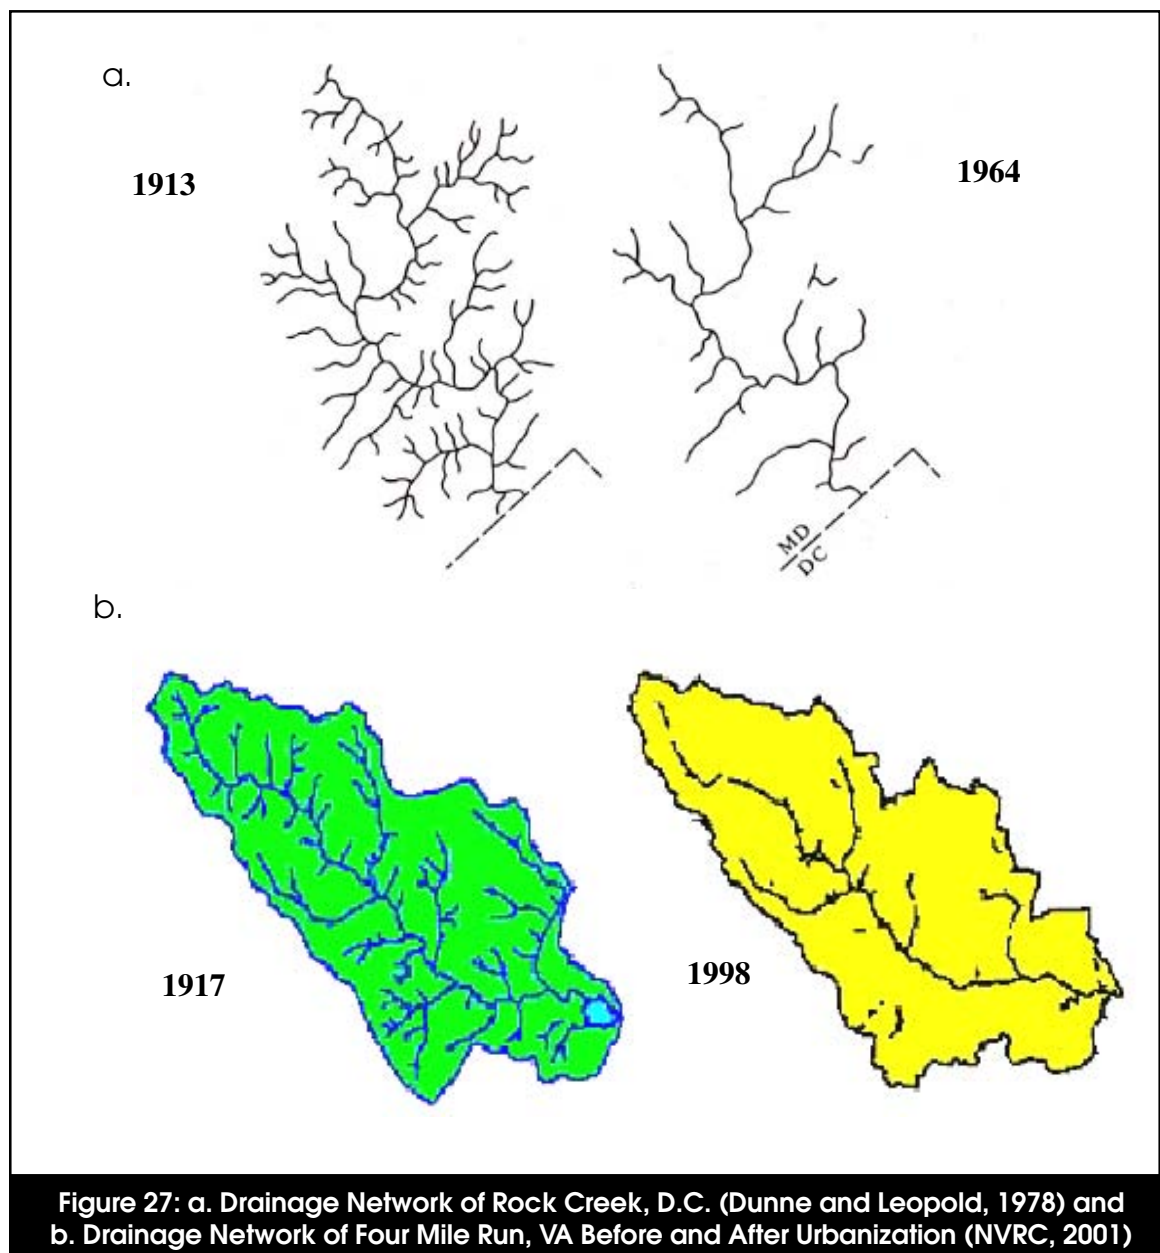 a.
1913
1964
MD
DC
b.
1917
1998
Figure 27: a. Drainage Network of Rock Creek, D.C. (Dunne and Leopold, 1978) and
b. Drainage Network of Four Mile Run, VA Before and After Urbanization (NVRC, 2001)